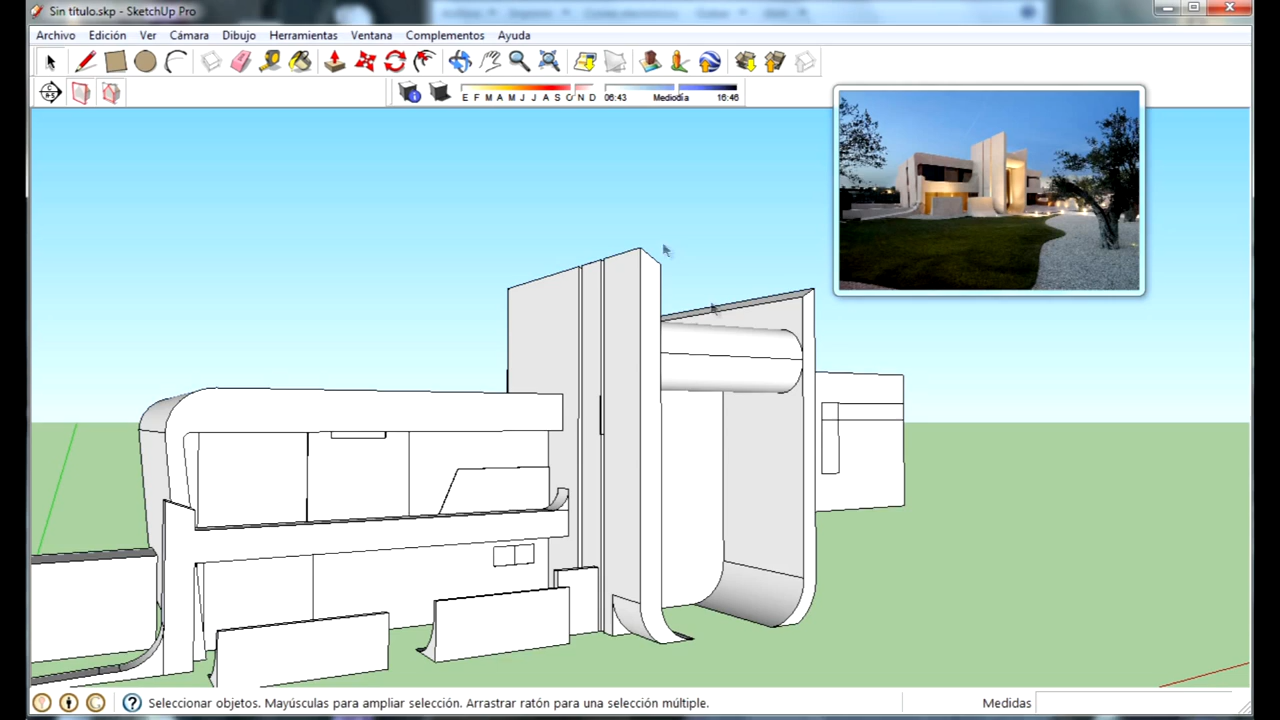 Sin título.skp - SketchUp Pro
Archivo Edición Ver Cámara Dibujo Herramientas Ventana Complementos Ayuda
E F M A M J J A S O N D 06:43 Mediodía 16:46
Seleccionar objetos. Mayúsculas para ampliar selección. Arrastrar ratón para una selección múltiple. Medidas